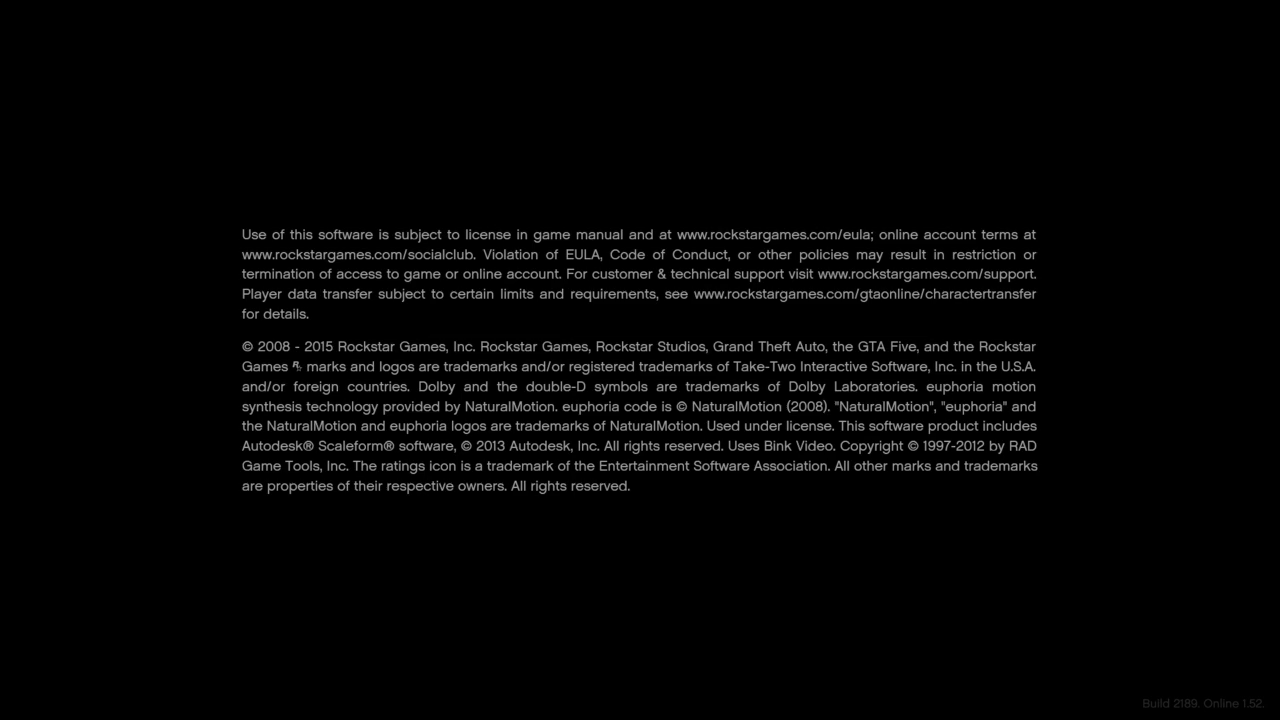 Use of this software is subject to license in game manual and at www.rockstargames.com/eula; online account terms at
www.rockstargames.com/socialclub. Violation of EULA, Code of Conduct, or other policies may result in restriction or
termination of access to game or online account. For customer & technical support visit www.rockstargames.com/support.
Player data transfer subject to certain limits and requirements, see www.rockstargames.com/gtaonline/charactertransfer
for details.
© 2008 - 2015 Rockstar Games, Inc. Rockstar Games, Rockstar Studios, Grand Theft Auto, the GTA Five, and the Rockstar
Games R* marks and logos are trademarks and/or registered trademarks of Take-Two Interactive Software, Inc. in the U.S.A.
and/or foreign countries. Dolby and the double-D symbols are trademarks of Dolby Laboratories. euphoria motion
synthesis technology provided by NaturalMotion. euphoria code is © NaturalMotion (2008). "NaturalMotion", "euphoria" and
the NaturalMotion and euphoria logos are trademarks of NaturalMotion. Used under license. This software product includes
Autodesk® Scaleform® software, © 2013 Autodesk, Inc. All rights reserved. Uses Bink Video. Copyright © 1997-2012 by RAD
Game Tools, Inc. The ratings icon is a trademark of the Entertainment Software Association. All other marks and trademarks
are properties of their respective owners. All rights reserved.
Build 2189. Online 1.52.